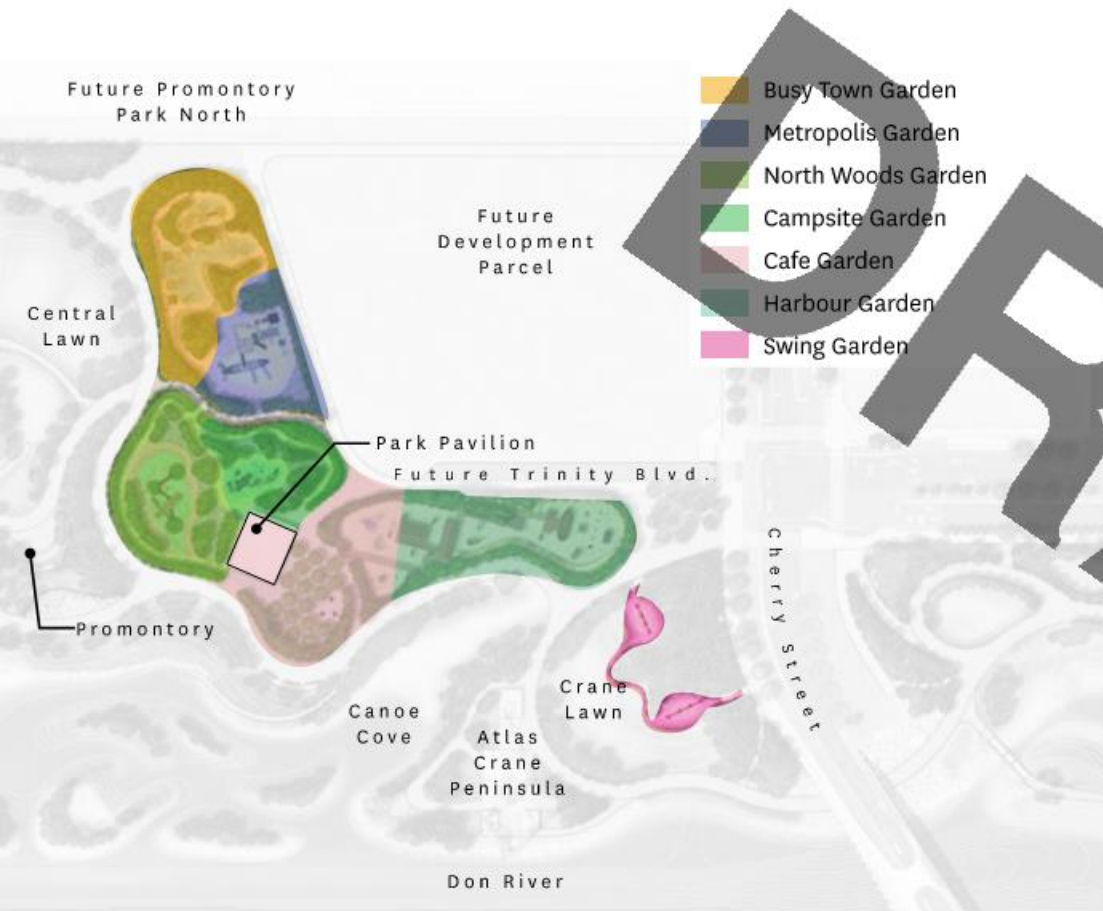 Future Promontory
Park North
Busy Town Garden
Metropolis Garden
North Woods Garden
Campsite Garden
Cafe Garden
Harbour Garden
Swing Garden
Future
Development
Parcel
Central
Lawn
Park Pavilion
Future Trinity Blvd.
Cherry Street
Promontory
Crane
Lawn
Canoe
Cove
Atlas
Crane
Peninsula
Don River
DR